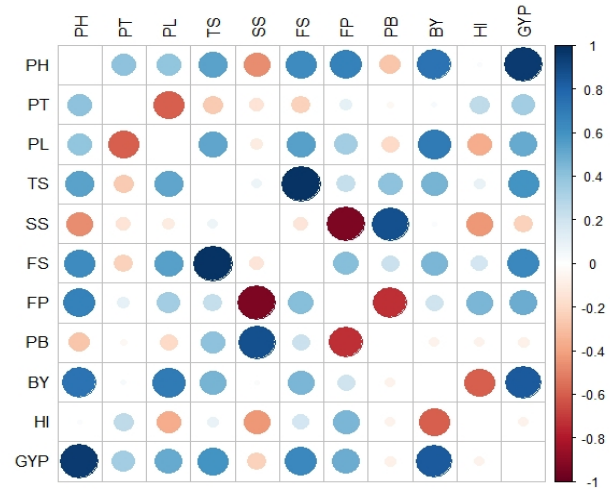 PH PT PL TS SS FS FP PB BY HI GYP
PH
PT
PL
TS
SS
FS
FP
PB
BY
HI
GYP
1
0.8
0.6
0.4
0.2
0
-0.2
-0.4
-0.6
-0.8
-1